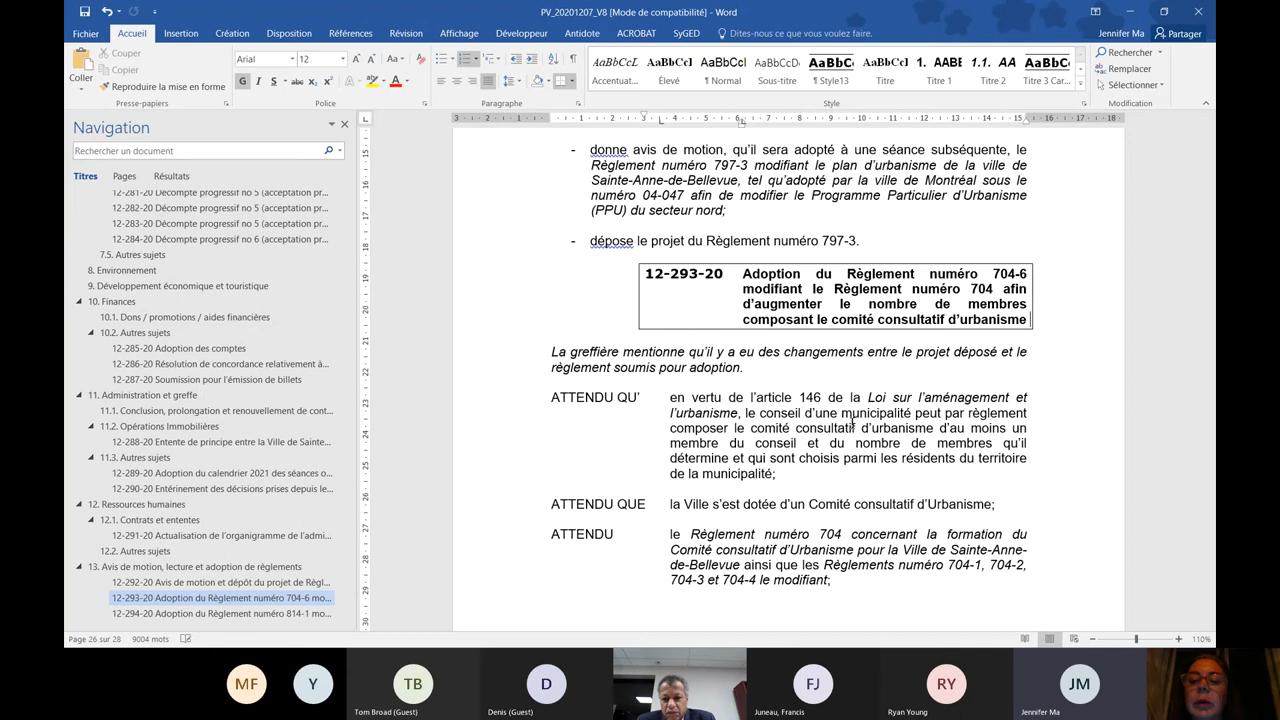 PV_20201207_V8 [Mode de compatibilité] - Word
Fichier Accueil Insertion Création Disposition Références Révision Affichage Développeur Antidote ACROBAT SyGED Dites-nous ce que vous voulez faire. Jennifer Ma Partager
Coller
Couper
Copier
Reproduire la mise en forme
Presse-papiers
Arial 12
G I S abc x₂ x²
Police
Paragraphe
AaBbCcI AaBbCcI AaBbCcI AaBbCcDc AaBbCcI AaBbCcI 1. AABE 1.1. AA AaBbCcI
Accentuat... Élevé ¶ Normal Sous-titre ¶ Style13 Titre Titre 1 Titre 2 Titre 3 Car...
Style
Rechercher
Remplacer
Sélectionner
Modification
Navigation
Rechercher un document
Titres Pages Résultats
12-281-20 Décompte progressif no 5 (acceptation pr...
12-282-20 Décompte progressif no 5 (acceptation pr...
12-283-20 Décompte progressif no 5 (acceptation pr...
12-284-20 Décompte progressif no 6 (acceptation pr...
7.5. Autres sujets
8. Environnement
9. Développement économique et touristique
10. Finances
10.1. Dons / promotions / aides financières
10.2. Autres sujets
12-285-20 Adoption des comptes
12-286-20 Résolution de concordance relativement à...
12-287-20 Soumission pour l'émission de billets
11. Administration et greffe
11.1. Conclusion, prolongation et renouvellement de cont...
11.2. Opérations Immobilières
12-288-20 Entente de principe entre la Ville de Sainte...
11.3. Autres sujets
12-289-20 Adoption du calendrier 2021 des séances o...
12-290-20 Entérinement des décisions prises depuis le...
12. Ressources humaines
12.1. Contrats et ententes
12-291-20 Actualisation de l'organigramme de l'admi...
12.2. Autres sujets
13. Avis de motion, lecture et adoption de règlements
12-292-20 Avis de motion et dépôt du projet de Règl...
12-293-20 Adoption du Règlement numéro 704-6 mo...
12-294-20 Adoption du Règlement numéro 814-1 mo...
- donne avis de motion, qu'il sera adopté à une séance subséquente, le
Règlement numéro 797-3 modifiant le plan d'urbanisme de la ville de
Sainte-Anne-de-Bellevue, tel qu'adopté par la ville de Montréal sous le
numéro 04-047 afin de modifier le Programme Particulier d'Urbanisme
(PPU) du secteur nord;
- dépose le projet du Règlement numéro 797-3.
12-293-20 Adoption du Règlement numéro 704-6
modifiant le Règlement numéro 704 afin
d'augmenter le nombre de membres
composant le comité consultatif d'urbanisme
La greffière mentionne qu'il y a eu des changements entre le projet déposé et le
règlement soumis pour adoption.
ATTENDU QU' en vertu de l'article 146 de la Loi sur l'aménagement et
l'urbanisme, le conseil d'une municipalité peut par règlement
composer le comité consultatif d'urbanisme d'au moins un
membre du conseil et du nombre de membres qu'il
détermine et qui sont choisis parmi les résidents du territoire
de la municipalité;
ATTENDU QUE la Ville s'est dotée d'un Comité consultatif d'Urbanisme;
ATTENDU le Règlement numéro 704 concernant la formation du
Comité consultatif d'Urbanisme pour la Ville de Sainte-Anne-
de-Bellevue ainsi que les Règlements numéro 704-1, 704-2,
704-3 et 704-4 le modifiant;
Page 26 sur 28 9004 mots 110%
MF Y TB D FJ RY JM
Tom Broad (Guest) Denis (Guest) Juneau, Francis Ryan Young Jennifer Ma